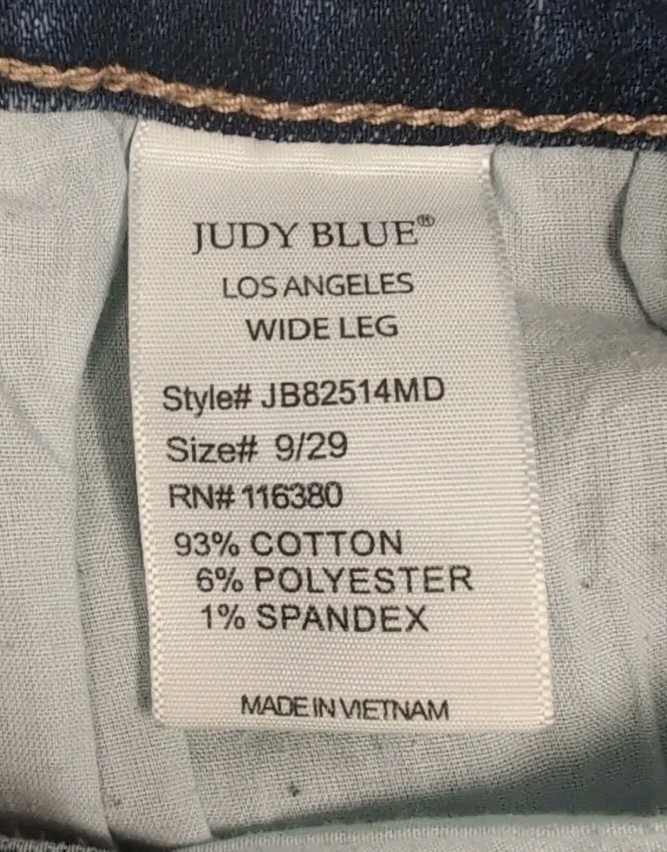 JUDY BLUE®
LOS ANGELES
WIDE LEG
Style# JB82514MD
Size# 9/29
RN# 116380
93% COTTON
6% POLYESTER
1% SPANDEX
MADE IN VIETNAM